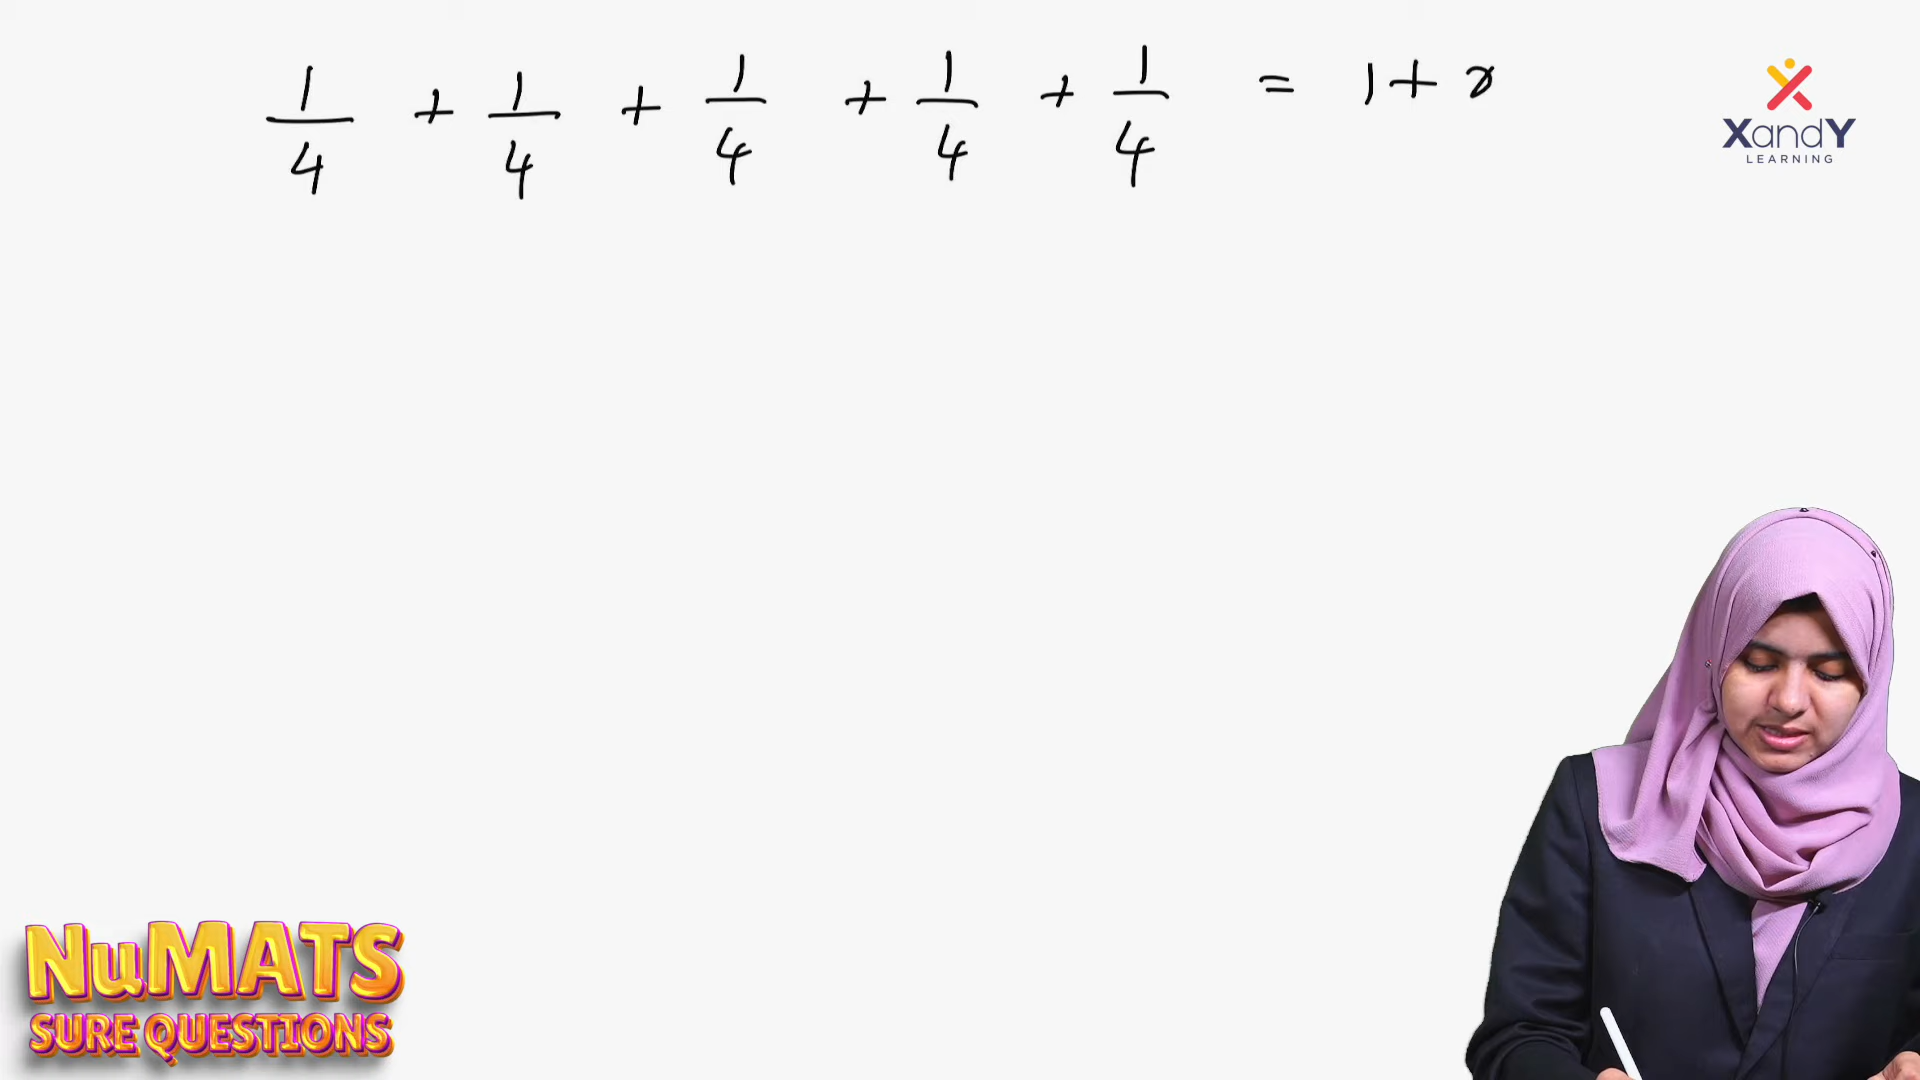 1/4 + 1/4 + 1/4 + 1/4 + 1/4 = 1 + x
XandY
LEARNING
NuMATS
SURE QUESTIONS